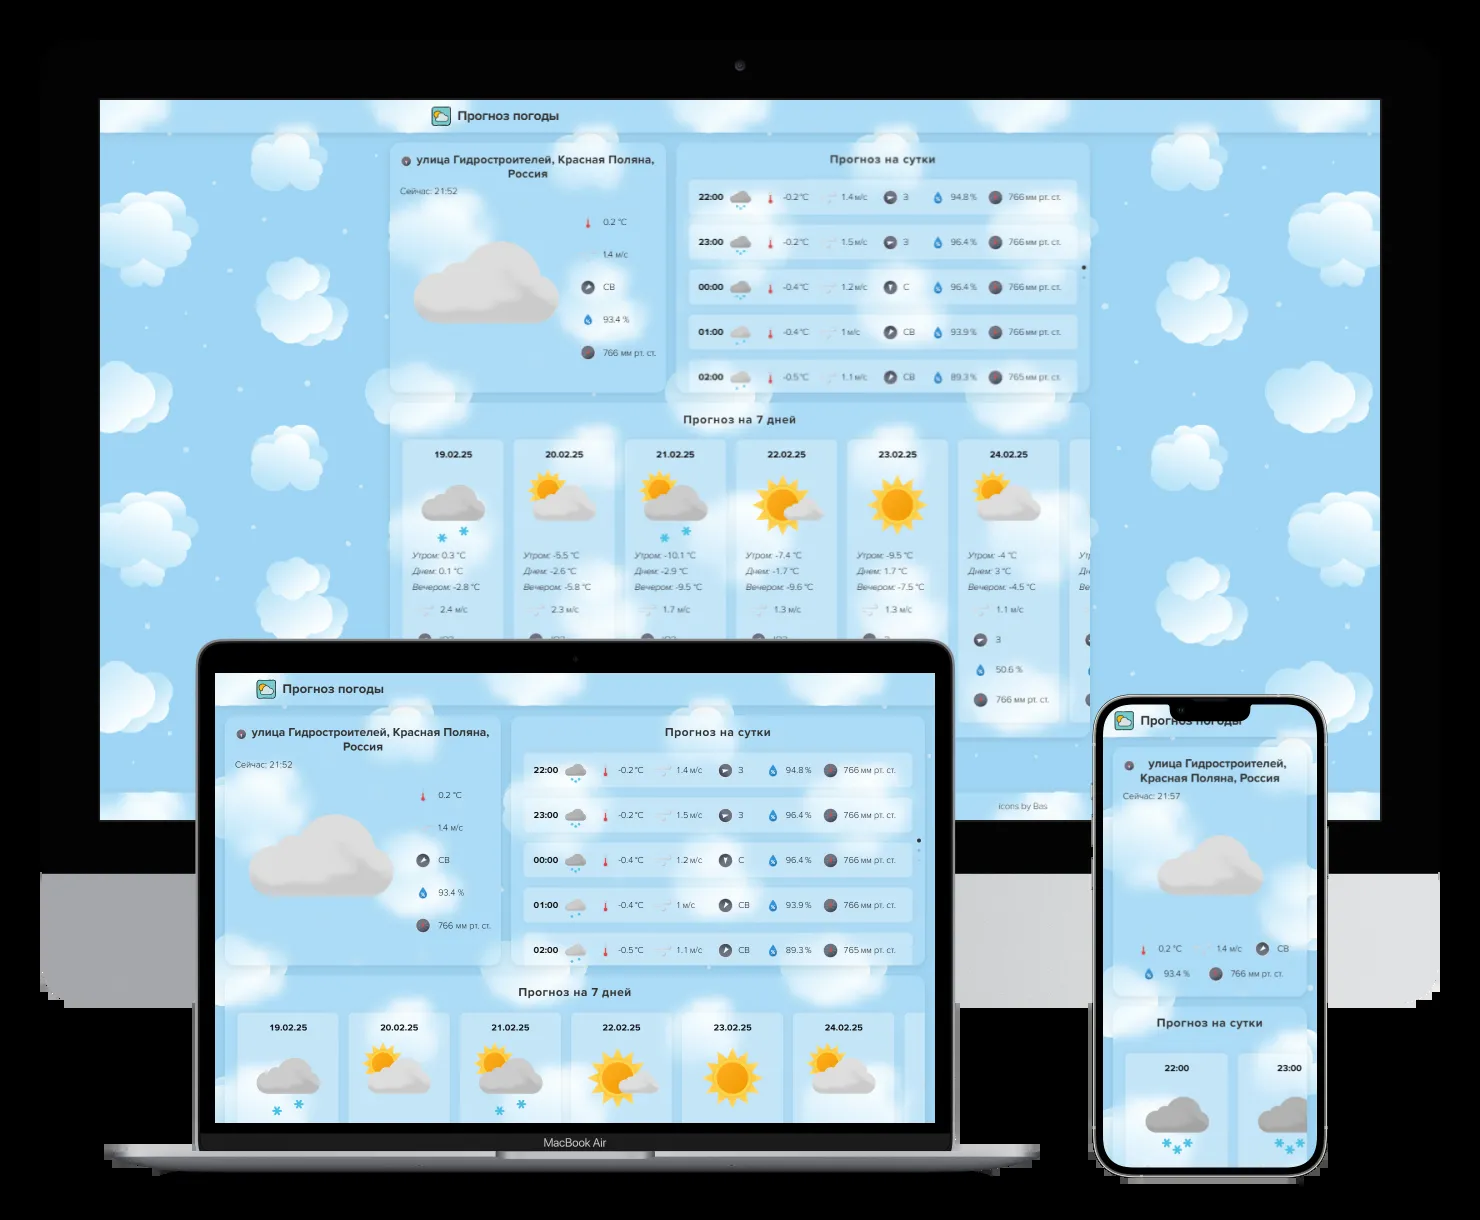 Прогноз погоды
улица Гидростроителей, Красная Поляна,
Россия
Сейчас: 21:52
0.2 °C
1.4 м/с
СВ
93.4 %
766 мм рт. ст.
Прогноз на сутки
22:00 -0.2 °C 1.4 м/с З 94.8 % 766 мм рт. ст.
23:00 -0.2 °C 1.5 м/с З 96.4 % 766 мм рт. ст.
00:00 -0.4 °C 1.2 м/с С 96.4 % 766 мм рт. ст.
01:00 -0.4 °C 1 м/с СВ 93.9 % 766 мм рт. ст.
02:00 -0.5 °C 1.1 м/с СВ 89.3 % 765 мм рт. ст.
Прогноз на 7 дней
19.02.25 20.02.25 21.02.25 22.02.25 23.02.25 24.02.25
Утром: 0.3 °C Утром: -5.5 °C Утром: -10.1 °C Утром: -7.4 °C Утром: -9.5 °C Утром: -4 °C
Днем: 0.1 °C Днем: -2.6 °C Днем: -2.9 °C Днем: -1.7 °C Днем: 1.7 °C Днем: 3 °C
Вечером: -2.8 °C Вечером: -5.8 °C Вечером: -9.5 °C Вечером: -9.6 °C Вечером: -7.5 °C Вечером: -4.5 °C
2.4 м/с 2.3 м/с 1.7 м/с 1.3 м/с 1.3 м/с 1.1 м/с
З
50.6 %
766 мм рт. ст.
icons by Bas
Прогноз погоды
улица Гидростроителей, Красная Поляна,
Россия
Сейчас: 21:52
0.2 °C
1.4 м/с
СВ
93.4 %
766 мм рт. ст.
Прогноз на сутки
22:00 -0.2 °C 1.4 м/с З 94.8 % 766 мм рт. ст.
23:00 -0.2 °C 1.5 м/с З 96.4 % 766 мм рт. ст.
00:00 -0.4 °C 1.2 м/с С 96.4 % 766 мм рт. ст.
01:00 -0.4 °C 1 м/с СВ 93.9 % 766 мм рт. ст.
02:00 -0.5 °C 1.1 м/с СВ 89.3 % 765 мм рт. ст.
Прогноз на 7 дней
19.02.25 20.02.25 21.02.25 22.02.25 23.02.25 24.02.25
MacBook Air
Прогноз погоды
улица Гидростроителей,
Красная Поляна, Россия
Сейчас: 21:57
0.2 °C 1.4 м/с СВ
93.4 % 766 мм рт. ст.
Прогноз на сутки
22:00 23:00